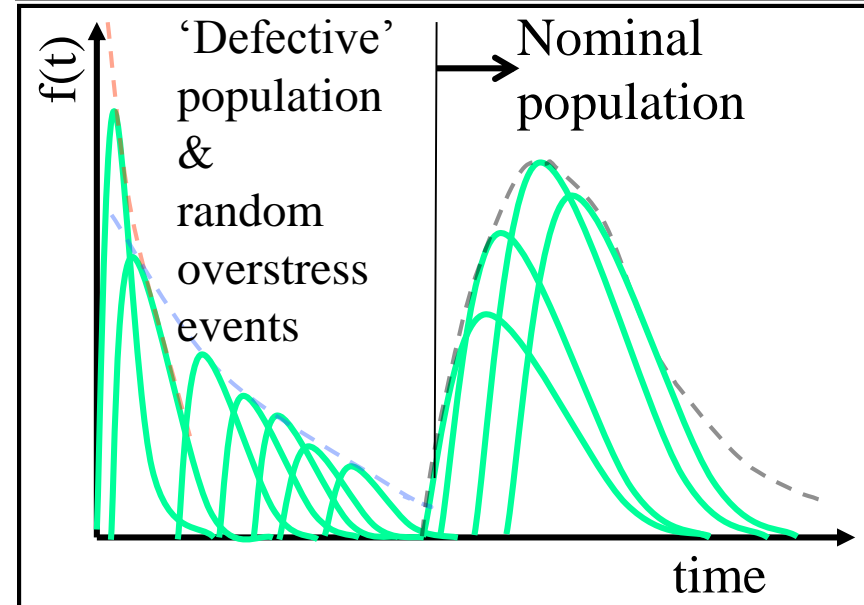 f(t)
‘Defective’
population
&
random
overstress
events
Nominal
population
time